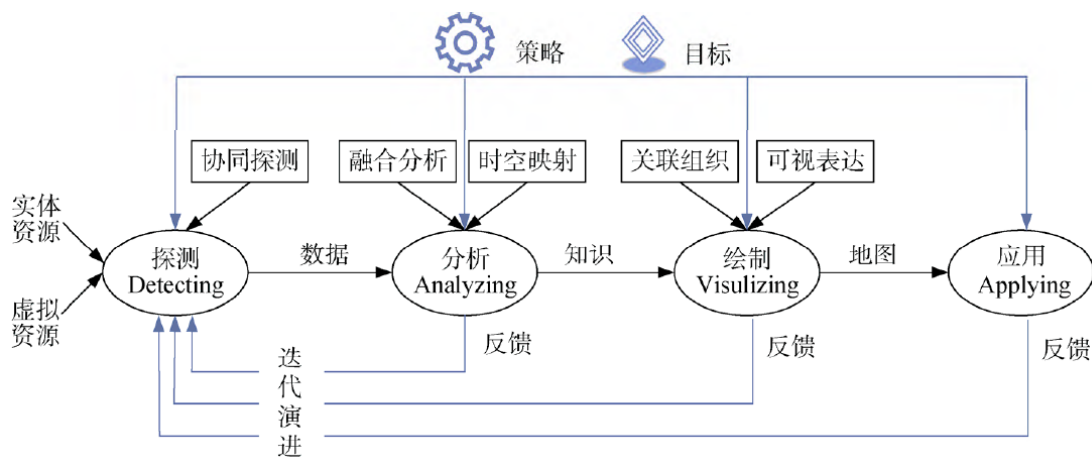 策略
目标
协同探测
融合分析
时空映射
关联组织
可视表达
实体
资源
虚拟
资源
探测
Detecting
数据
分析
Analyzing
知识
绘制
Visulizing
地图
应用
Applying
反馈
反馈
反馈
迭
代
演
进